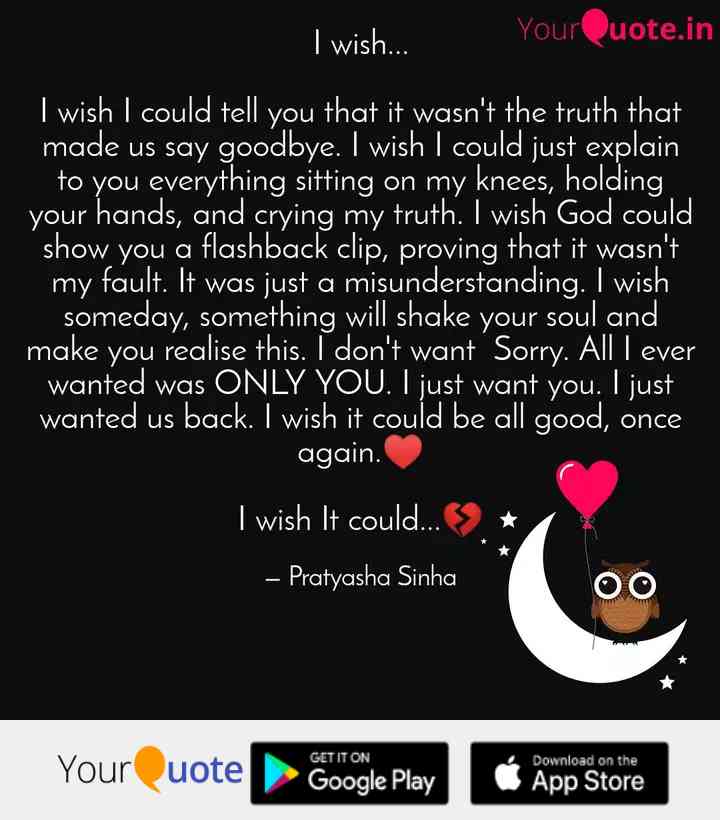 YourQuote.in
I wish...
I wish I could tell you that it wasn't the truth that
made us say goodbye. I wish I could just explain
to you everything sitting on my knees, holding
your hands, and crying my truth. I wish God could
show you a flashback clip, proving that it wasn't
my fault. It was just a misunderstanding. I wish
someday, something will shake your soul and
make you realise this. I don't want  Sorry. All I ever
wanted was ONLY YOU. I just want you. I just
wanted us back. I wish it could be all good, once
again.♥️
I wish It could...💔
– Pratyasha Sinha
YourQuote
GET IT ON
Google Play
Download on the
App Store